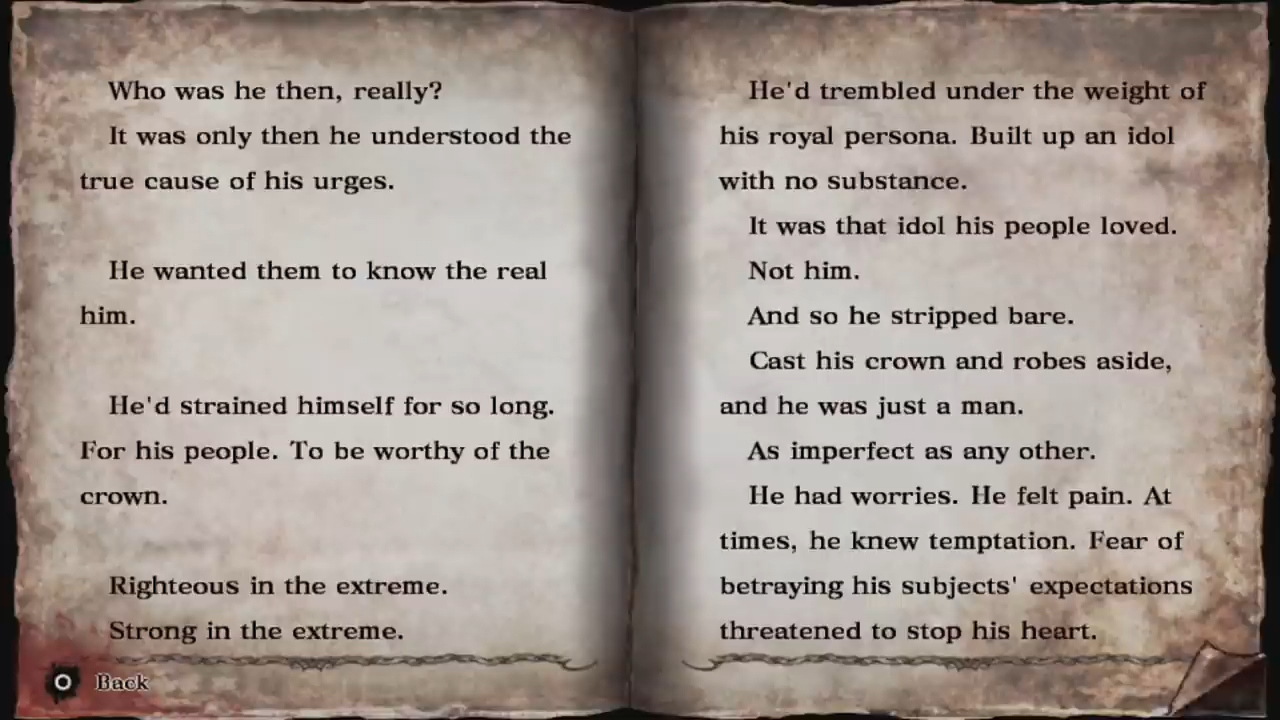 Who was he then, really?
It was only then he understood the
true cause of his urges.
He wanted them to know the real
him.
He'd strained himself for so long.
For his people. To be worthy of the
crown.
Righteous in the extreme.
Strong in the extreme.
He'd trembled under the weight of
his royal persona. Built up an idol
with no substance.
It was that idol his people loved.
Not him.
And so he stripped bare.
Cast his crown and robes aside,
and he was just a man.
As imperfect as any other.
He had worries. He felt pain. At
times, he knew temptation. Fear of
betraying his subjects' expectations
threatened to stop his heart.
Back